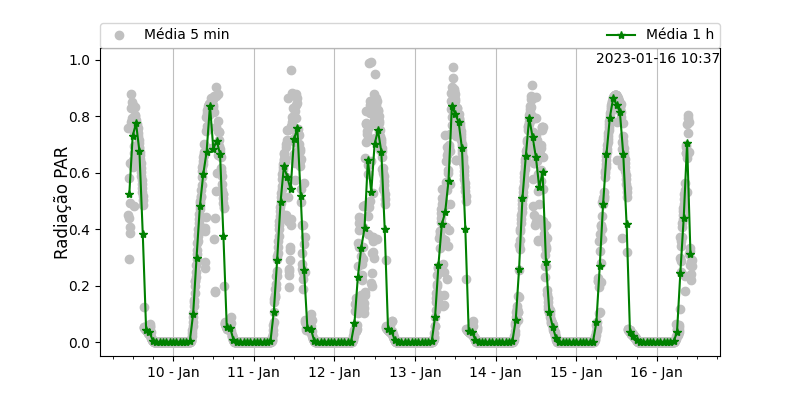 Média 5 min
Média 1 h
2023-01-16 10:37
Radiação PAR
1.0
0.8
0.6
0.4
0.2
0.0
10 - Jan
11 - Jan
12 - Jan
13 - Jan
14 - Jan
15 - Jan
16 - Jan